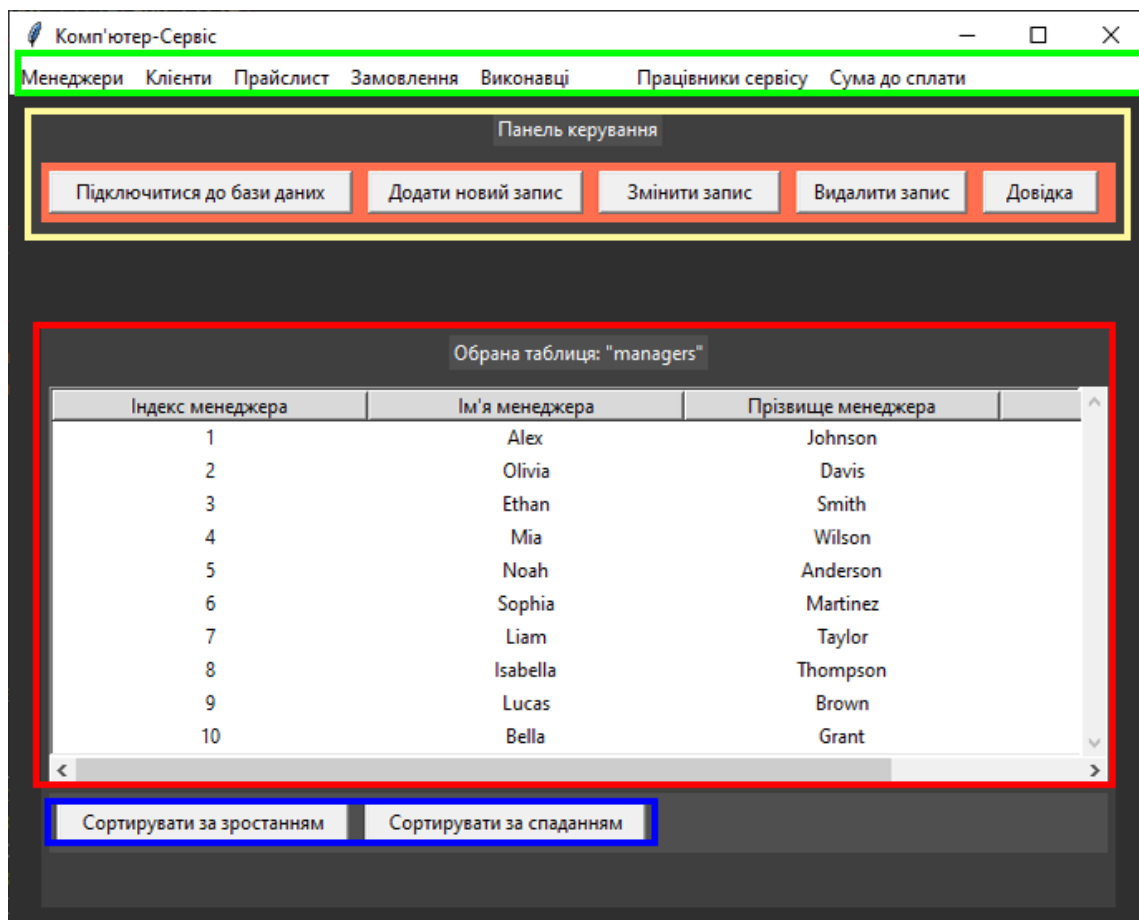 Комп'ютер-Сервіс
Менеджери Клієнти Прайслист Замовлення Виконавці Працівники сервісу Сума до сплати
Панель керування
Підключитися до бази даних Додати новий запис Змінити запис Видалити запис Довідка
Обрана таблиця: "managers"
Індекс менеджера Ім'я менеджера Прізвище менеджера
1 Alex Johnson
2 Olivia Davis
3 Ethan Smith
4 Mia Wilson
5 Noah Anderson
6 Sophia Martinez
7 Liam Taylor
8 Isabella Thompson
9 Lucas Brown
10 Bella Grant
Сортирувати за зростанням Сортирувати за спаданням